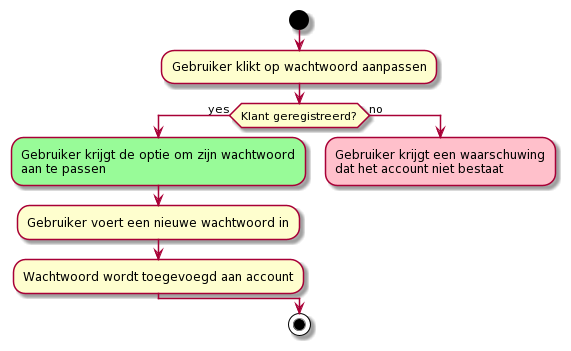 Gebruiker klikt op wachtwoord aanpassen
Klant geregistreerd?
yes
no
Gebruiker krijgt de optie om zijn wachtwoord
aan te passen
Gebruiker krijgt een waarschuwing
dat het account niet bestaat
Gebruiker voert een nieuwe wachtwoord in
Wachtwoord wordt toegevoegd aan account